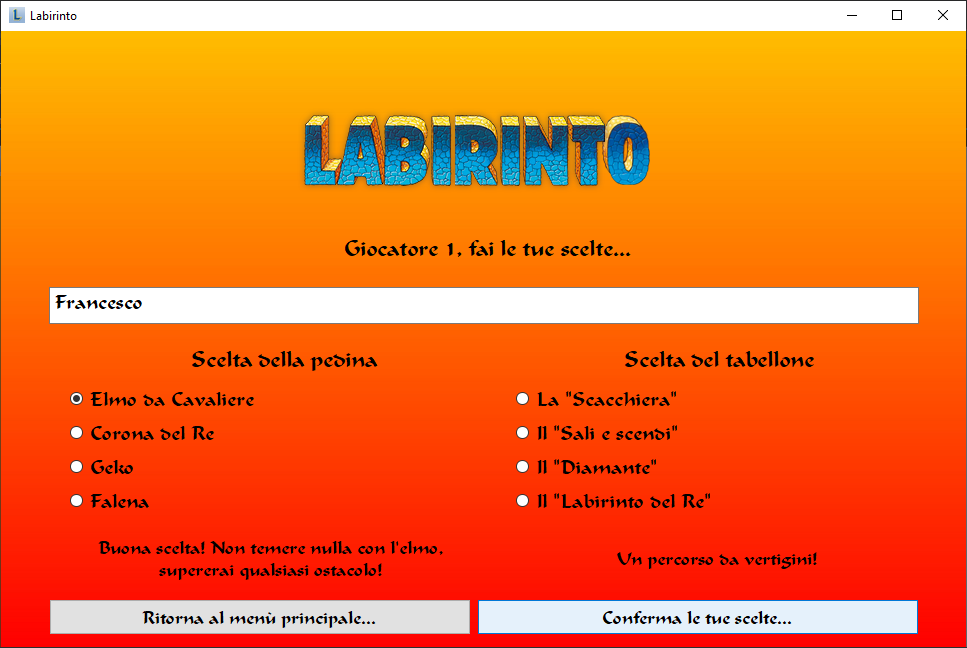 L Labirinto
LABIRINTO
Giocatore 1, fai le tue scelte...
Francesco
Scelta della pedina
Elmo da Cavaliere
Corona del Re
Geko
Falena
Buona scelta! Non temere nulla con l'elmo,
supererai qualsiasi ostacolo!
Scelta del tabellone
La "Scacchiera"
Il "Sali e scendi"
Il "Diamante"
Il "Labirinto del Re"
Un percorso da vertigini!
Ritorna al menù principale...
Conferma le tue scelte...